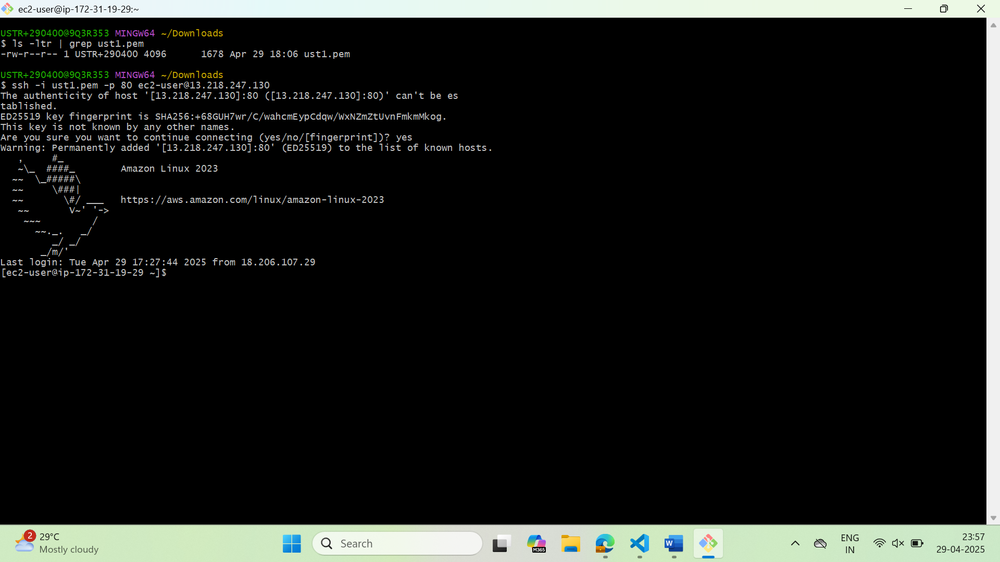 ec2-user@ip-172-31-19-29:~
USTR+290400@9Q3R353 MINGW64 ~/Downloads
$ ls -ltr | grep ust1.pem
-rw-r--r-- 1 USTR+290400 4096      1678 Apr 29 18:06 ust1.pem
USTR+290400@9Q3R353 MINGW64 ~/Downloads
$ ssh -i ust1.pem -p 80 ec2-user@13.218.247.130
The authenticity of host '[13.218.247.130]:80 ([13.218.247.130]:80)' can't be es
tablished.
ED25519 key fingerprint is SHA256:+68GUH7wr/C/wahcmEypCdqw/WxNZmZtUvnFmkmMkog.
This key is not known by any other names.
Are you sure you want to continue connecting (yes/no/[fingerprint])? yes
Warning: Permanently added '[13.218.247.130]:80' (ED25519) to the list of known hosts.
   ,     #_
   ~\_  ####_        Amazon Linux 2023
  ~~  \_#####\
  ~~     \###|
  ~~       \#/ ___   https://aws.amazon.com/linux/amazon-linux-2023
   ~~       V~' '->
    ~~~         /
      ~~._.   _/
         _/ _/
       _/m/'
Last login: Tue Apr 29 17:27:44 2025 from 18.206.107.29
[ec2-user@ip-172-31-19-29 ~]$
2
29°C
Mostly cloudy
Search
M365
W
ENG
IN
23:57
29-04-2025